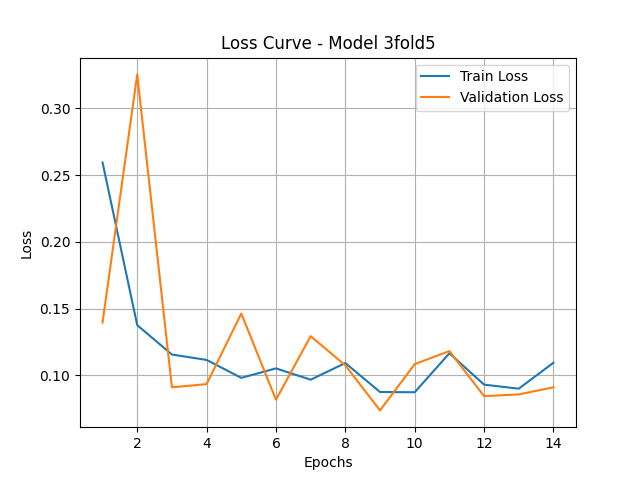 Loss Curve - Model 3fold5
Train Loss
Validation Loss
0.30
0.25
0.20
0.15
0.10
Loss
2 4 6 8 10 12 14
Epochs